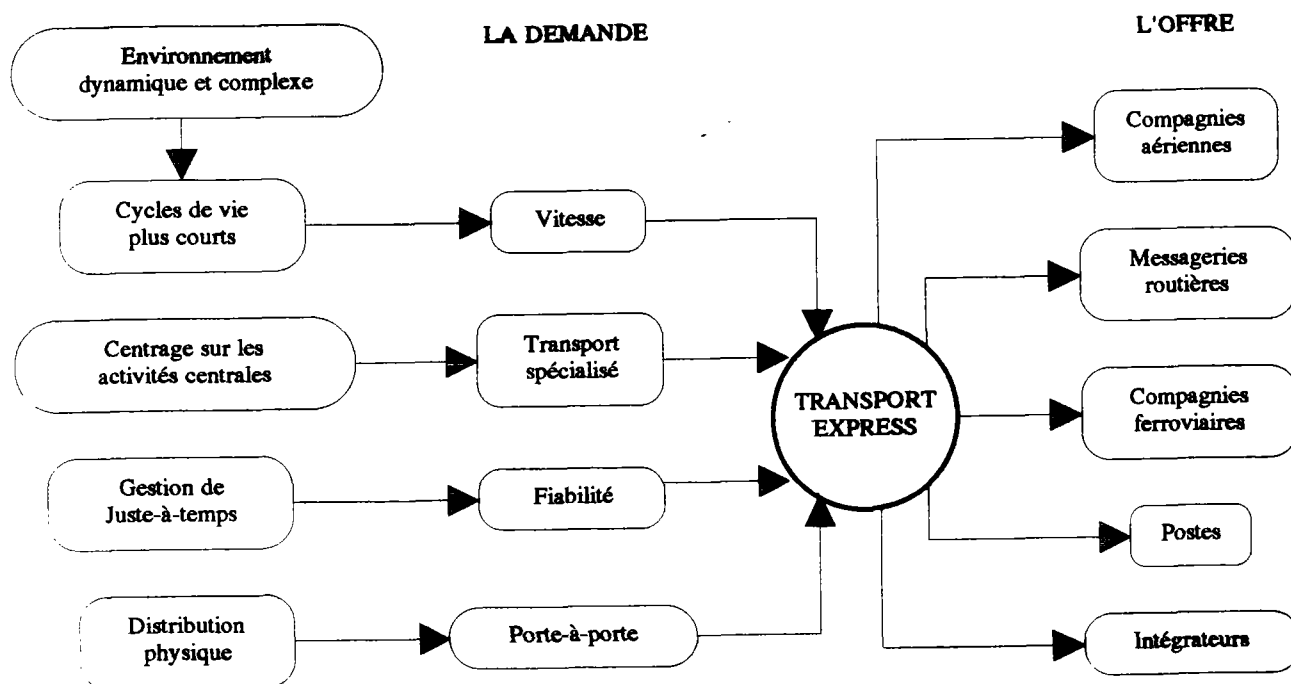 LA DEMANDE
L'OFFRE
Environnement
dynamique et complexe
Compagnies
aériennes
Cycles de vie
plus courts
Vitesse
Messageries
routières
Centrage sur les
activités centrales
Transport
spécialisé
TRANSPORT
EXPRESS
Compagnies
ferroviaires
Gestion de
Juste-à-temps
Fiabilité
Postes
Distribution
physique
Porte-à-porte
Intégrateurs